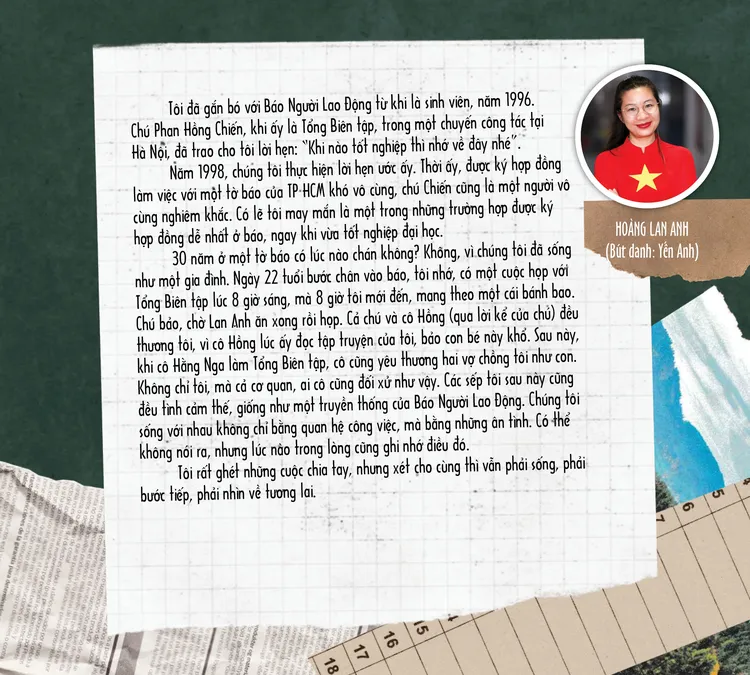 Tôi đã gắn bó với Báo Người Lao Động từ khi là sinh viên, năm 1996.
Chú Phan Hồng Chiến, khi ấy là Tổng Biên tập, trong một chuyến công tác tại
Hà Nội, đã trao cho tôi lời hẹn: "Khi nào tốt nghiệp thì nhớ về đây nhé".
Năm 1998, chúng tôi thực hiện lời hẹn ước ấy. Thời ấy, được ký hợp đồng
làm việc với một tờ báo của TP HCM khó vô cùng, chú Chiến cũng là một người vô
cùng nghiêm khắc. Có lẽ tôi may mắn là một trong những trường hợp được ký
hợp đồng dễ nhất ở báo, ngay khi vừa tốt nghiệp đại học.
30 năm ở một tờ báo có lúc nào chán không? Không, vì chúng tôi đã sống
như một gia đình. Ngày 22 tuổi bước chân vào báo, tôi nhớ, có một cuộc họp với
Tổng Biên tập lúc 8 giờ sáng, mà 8 giờ tôi mới đến, mang theo một cái bánh bao.
Chú bảo, chờ Lan Anh ăn xong rồi họp. Cả chú và cô Hồng (qua lời kể của chú) đều
thương tôi, vì cô Hồng lúc ấy đọc tập truyện của tôi, bảo con bé này khổ. Sau này,
khi cô Hằng Nga làm Tổng Biên tập, cô cũng yêu thương hai vợ chồng tôi như con.
Không chỉ tôi, mà cả cơ quan, ai cô cũng đối xử như vậy. Các sếp tôi sau này cũng
đều tình cảm thế, giống như một truyền thống của Báo Người Lao Động. Chúng tôi
sống với nhau không chỉ bằng quan hệ công việc, mà bằng những ân tình. Có thể
không nói ra, nhưng lúc nào trong lòng cũng ghi nhớ điều đó.
Tôi rất ghét những cuộc chia tay, nhưng xét cho cùng thì vẫn phải sống, phải
bước tiếp, phải nhìn về tương lai.
HOÀNG LAN ANH
(Bút danh: Yến Anh)
18
17
16
15
5